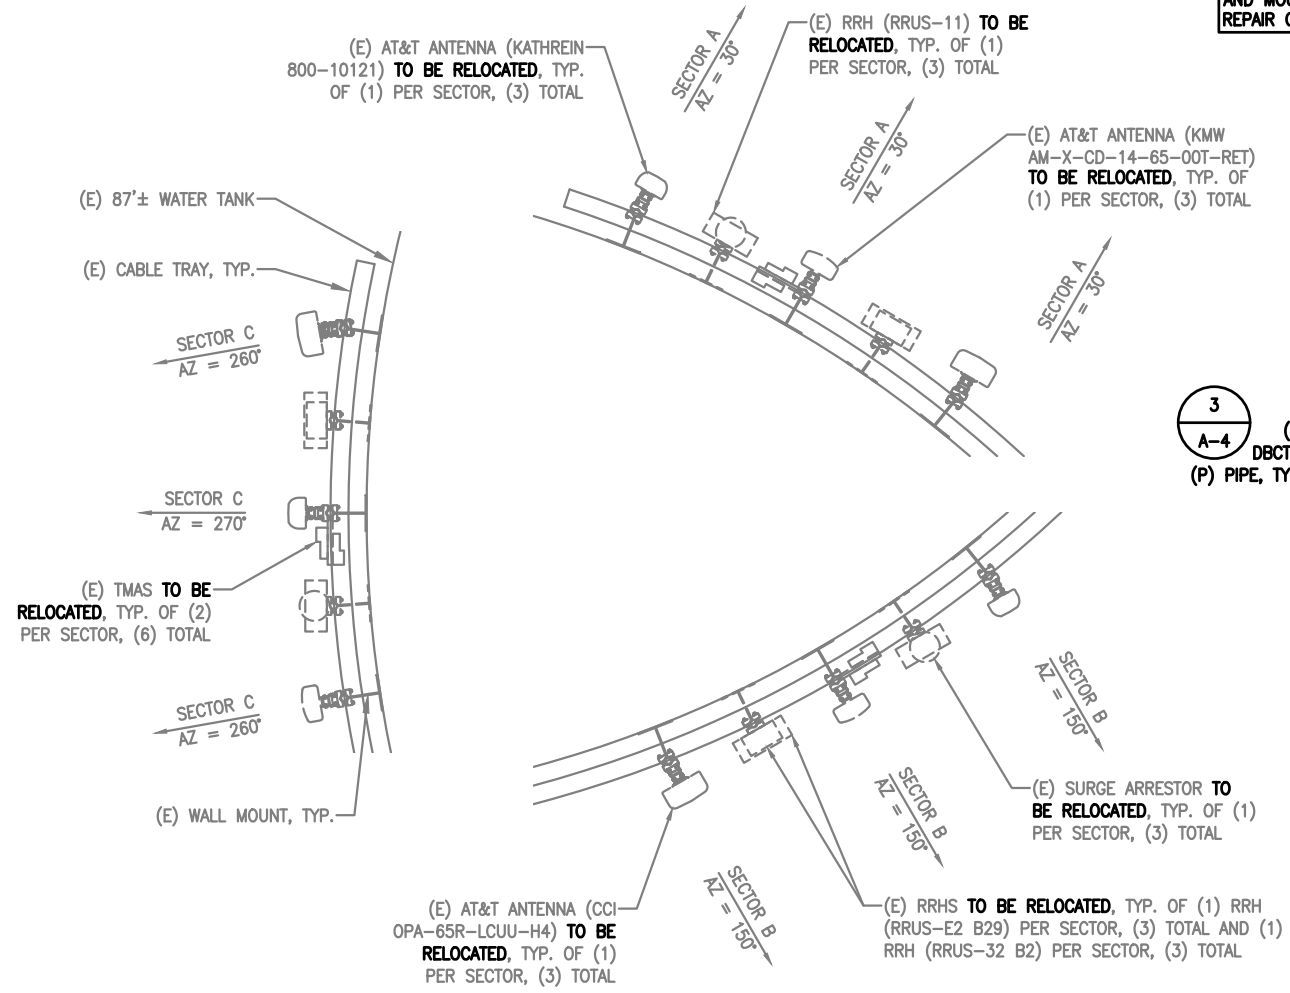 AND MOU
REPAIR
(E) RRH (RRUS-11) TO BE
RELOCATED, TYP. OF (1)
PER SECTOR, (3) TOTAL
(E) AT&T ANTENNA (KATHREIN
800-10121) TO BE RELOCATED, TYP.
OF (1) PER SECTOR, (3) TOTAL
SECTOR A
AZ = 30°
SECTOR A
AZ = 30°
(E) AT&T ANTENNA (KMW
AM-X-CD-14-65-00T-RET)
TO BE RELOCATED, TYP. OF
(1) PER SECTOR, (3) TOTAL
SECTOR A
AZ = 30°
(E) 87'± WATER TANK
(E) CABLE TRAY, TYP.
SECTOR C
AZ = 260°
3
A-4
(
DBCT
(P) PIPE, TY
SECTOR C
AZ = 270°
(E) TMAS TO BE
RELOCATED, TYP. OF (2)
PER SECTOR, (6) TOTAL
SECTOR C
AZ = 260°
(E) WALL MOUNT, TYP.
SECTOR B
AZ = 150°
(E) SURGE ARRESTOR TO
BE RELOCATED, TYP. OF (1)
PER SECTOR, (3) TOTAL
SECTOR B
AZ = 150°
SECTOR B
AZ = 150°
(E) AT&T ANTENNA (CCI
OPA-65R-LCUU-H4) TO BE
RELOCATED, TYP. OF (1)
PER SECTOR, (3) TOTAL
(E) RRHS TO BE RELOCATED, TYP. OF (1) RRH
(RRUS-E2 B29) PER SECTOR, (3) TOTAL AND (1)
RRH (RRUS-32 B2) PER SECTOR, (3) TOTAL